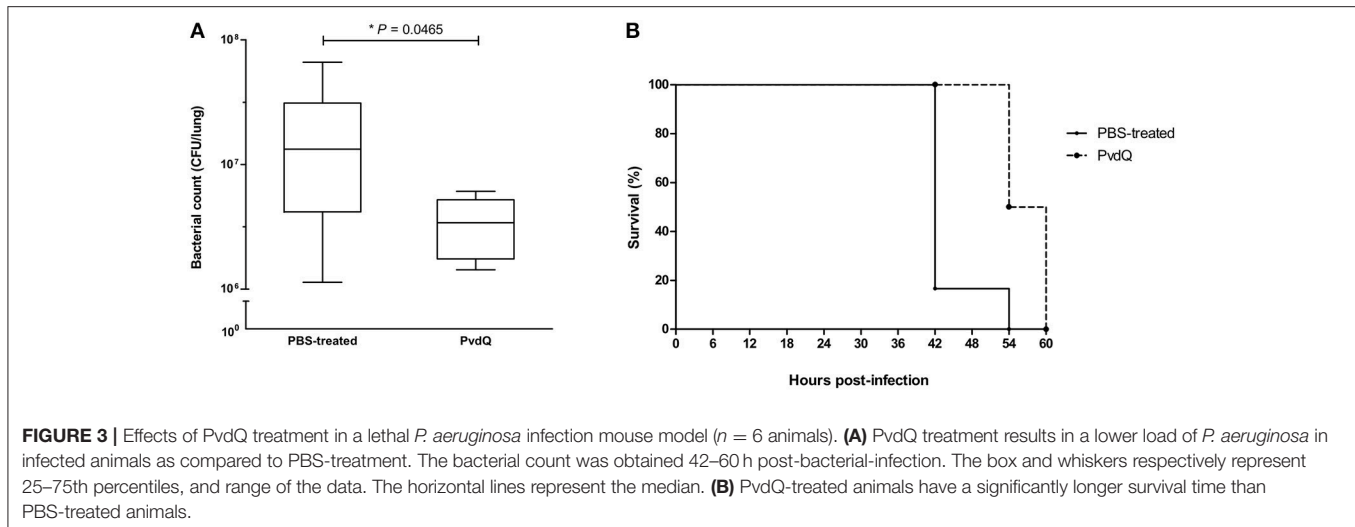 A
* P = 0.0465
10⁸
10⁷
10⁶
10⁰
Bacterial count (CFU/lung)
PBS-treated PvdQ
B
100
80
60
40
20
0
Survival (%)
0 6 12 18 24 30 36 42 48 54 60
Hours post-infection
PBS-treated
PvdQ
FIGURE 3 | Effects of PvdQ treatment in a lethal P. aeruginosa infection mouse model (n = 6 animals). (A) PvdQ treatment results in a lower load of P. aeruginosa in
infected animals as compared to PBS-treatment. The bacterial count was obtained 42–60 h post-bacterial-infection. The box and whiskers respectively represent
25–75th percentiles, and range of the data. The horizontal lines represent the median. (B) PvdQ-treated animals have a significantly longer survival time than
PBS-treated animals.